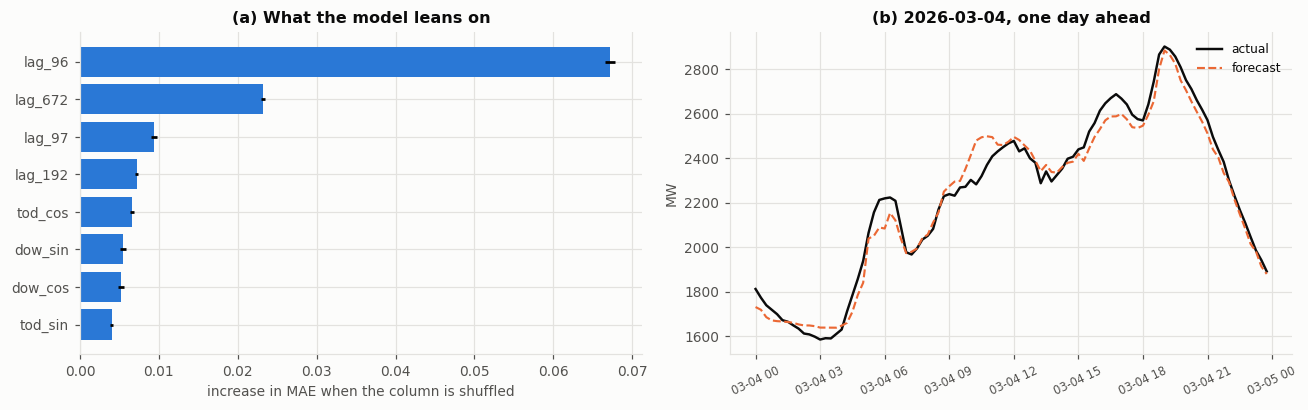 (a) What the model leans on
lag_96
lag_672
lag_97
lag_192
tod_cos
dow_sin
dow_cos
tod_sin
0.00 0.01 0.02 0.03 0.04 0.05 0.06 0.07
increase in MAE when the column is shuffled
(b) 2026-03-04, one day ahead
actual
forecast
MW
2800
2600
2400
2200
2000
1800
1600
03-04 00 03-04 03 03-04 06 03-04 09 03-04 12 03-04 15 03-04 18 03-04 21 03-05 00